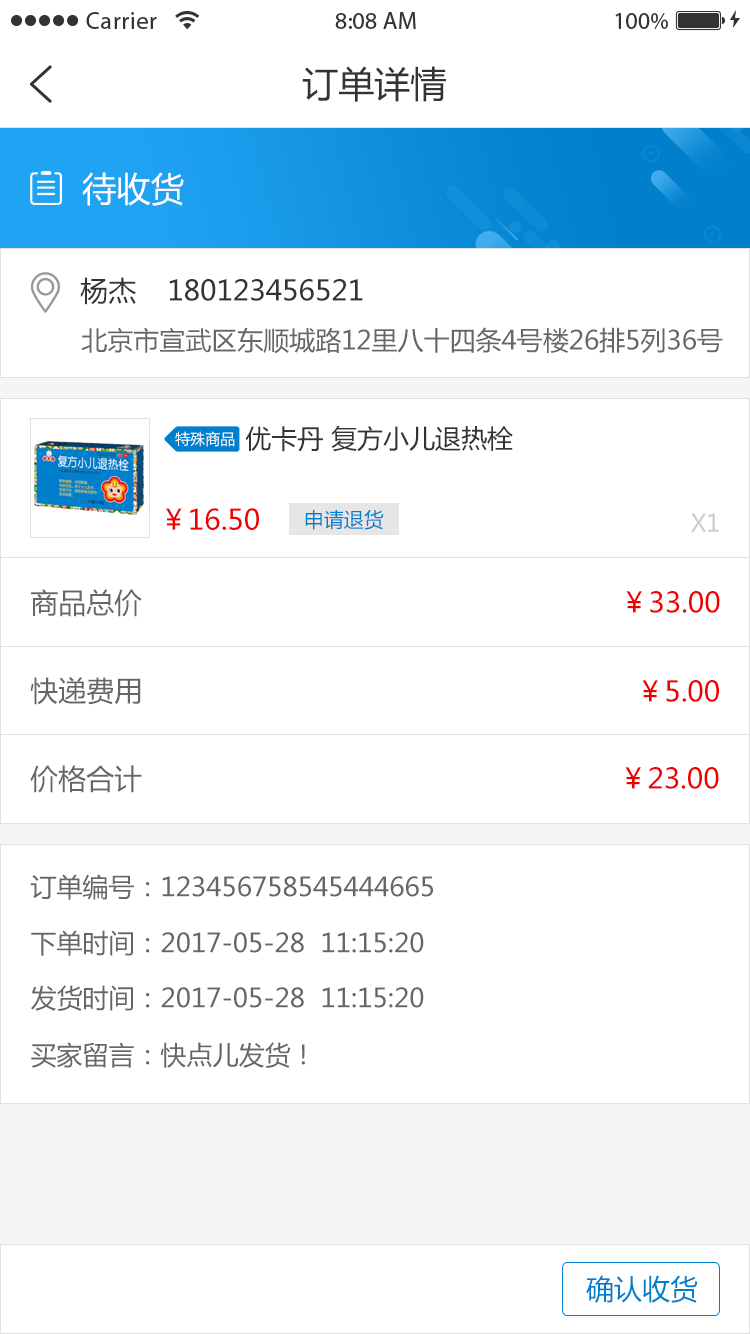 Carrier 8:08 AM 100%
订单详情
待收货
杨杰 180123456521
北京市宣武区东顺城路12里八十四条4号楼26排5列36号
特殊商品 优卡丹 复方小儿退热栓
复方小儿退热栓
¥ 16.50 申请退货 X1
商品总价 ¥ 33.00
快递费用 ¥ 5.00
价格合计 ¥ 23.00
订单编号：123456758545444665
下单时间：2017-05-28 11:15:20
发货时间：2017-05-28 11:15:20
买家留言：快点儿发货！
确认收货